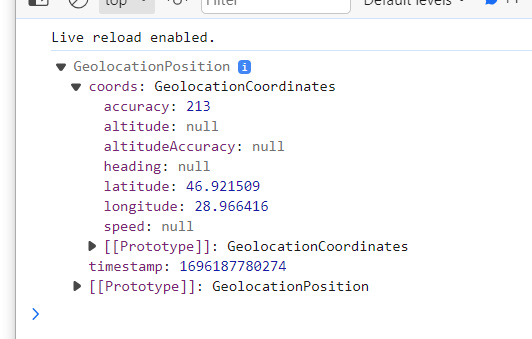 top
Filter
Default levels
Live reload enabled.
GeolocationPosition i
coords: GeolocationCoordinates
accuracy: 213
altitude: null
altitudeAccuracy: null
heading: null
latitude: 46.921509
longitude: 28.966416
speed: null
[[Prototype]]: GeolocationCoordinates
timestamp: 1696187780274
[[Prototype]]: GeolocationPosition